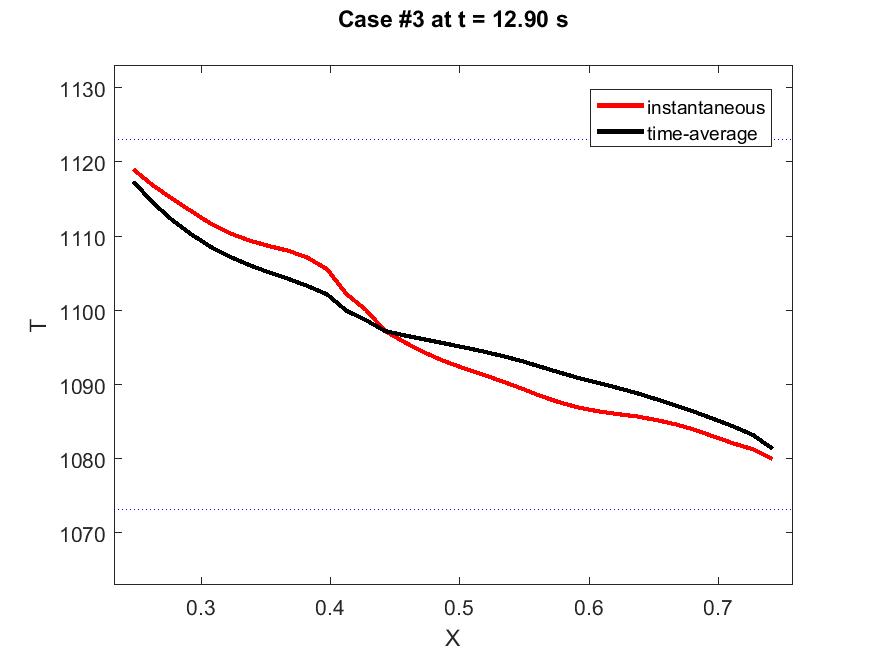 Case #3 at t = 12.90 s
1130
1120
1110
1100
1090
1080
1070
T
instantaneous
time-average
0.3 0.4 0.5 0.6 0.7
X